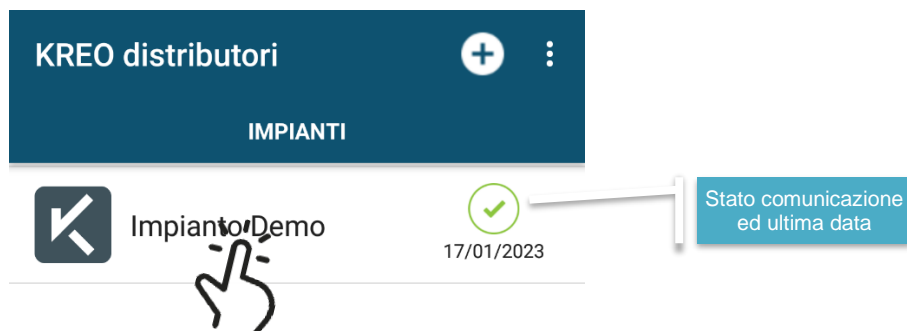 KREO distributori
IMPIANTI
Impianto Demo
17/01/2023
Stato comunicazione
ed ultima data